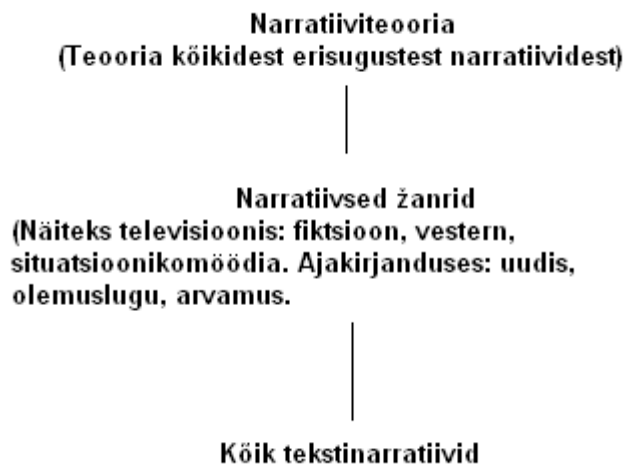 Narratiiviteooria
(Teooria kõikidest erisugustest narratiividest)
Narratiivsed žanrid
(Näiteks televisioonis: fiktsioon, vestern,
situatsioonikomöödia. Ajakirjanduses: uudis,
olemuslugu, arvamus.
Kõik tekstinarratiivid